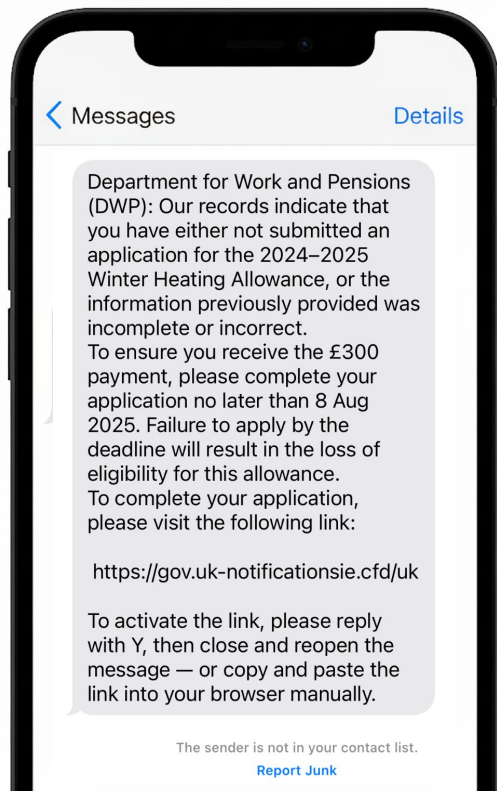 Messages
Details
Department for Work and Pensions
(DWP): Our records indicate that
you have either not submitted an
application for the 2024–2025
Winter Heating Allowance, or the
information previously provided was
incomplete or incorrect.
To ensure you receive the £300
payment, please complete your
application no later than 8 Aug
2025. Failure to apply by the
deadline will result in the loss of
eligibility for this allowance.
To complete your application,
please visit the following link:
https://gov.uk-notificationsie.cfd/uk
To activate the link, please reply
with Y, then close and reopen the
message — or copy and paste the
link into your browser manually.
The sender is not in your contact list.
Report Junk